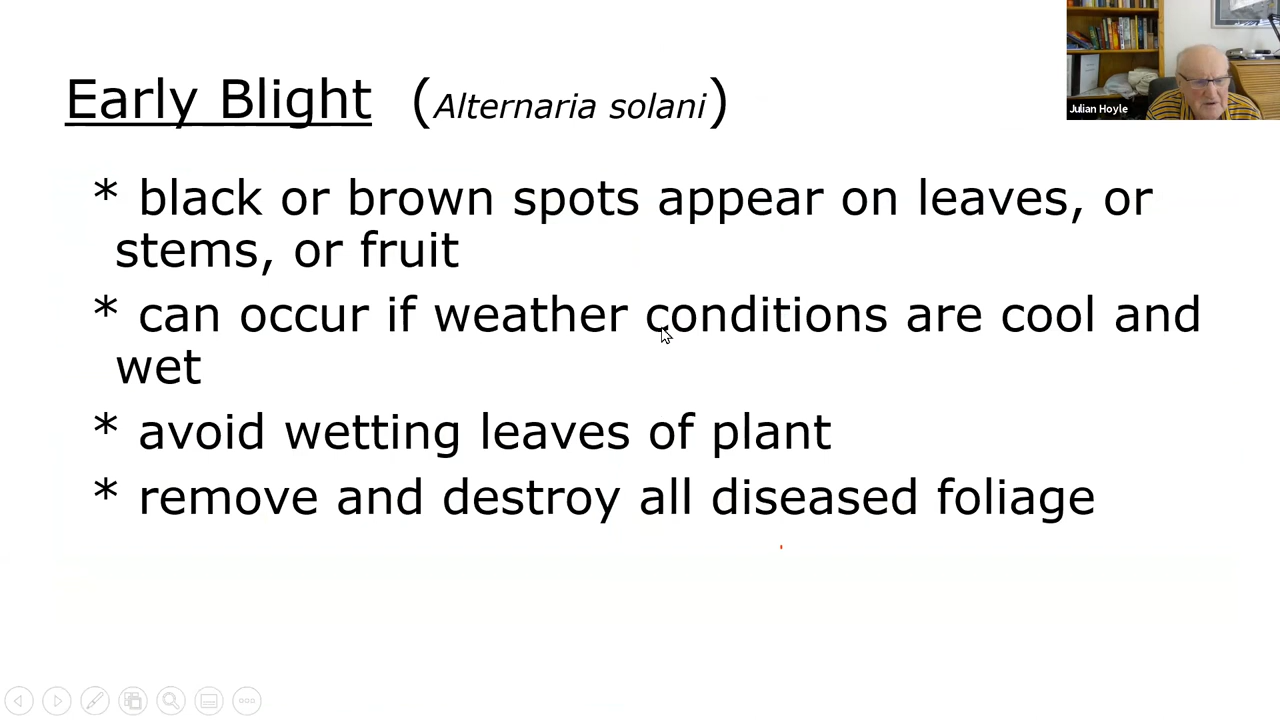 Early Blight (Alternaria solani)
* black or brown spots appear on leaves, or
stems, or fruit
* can occur if weather conditions are cool and
wet
* avoid wetting leaves of plant
* remove and destroy all diseased foliage
Julian Hoyle